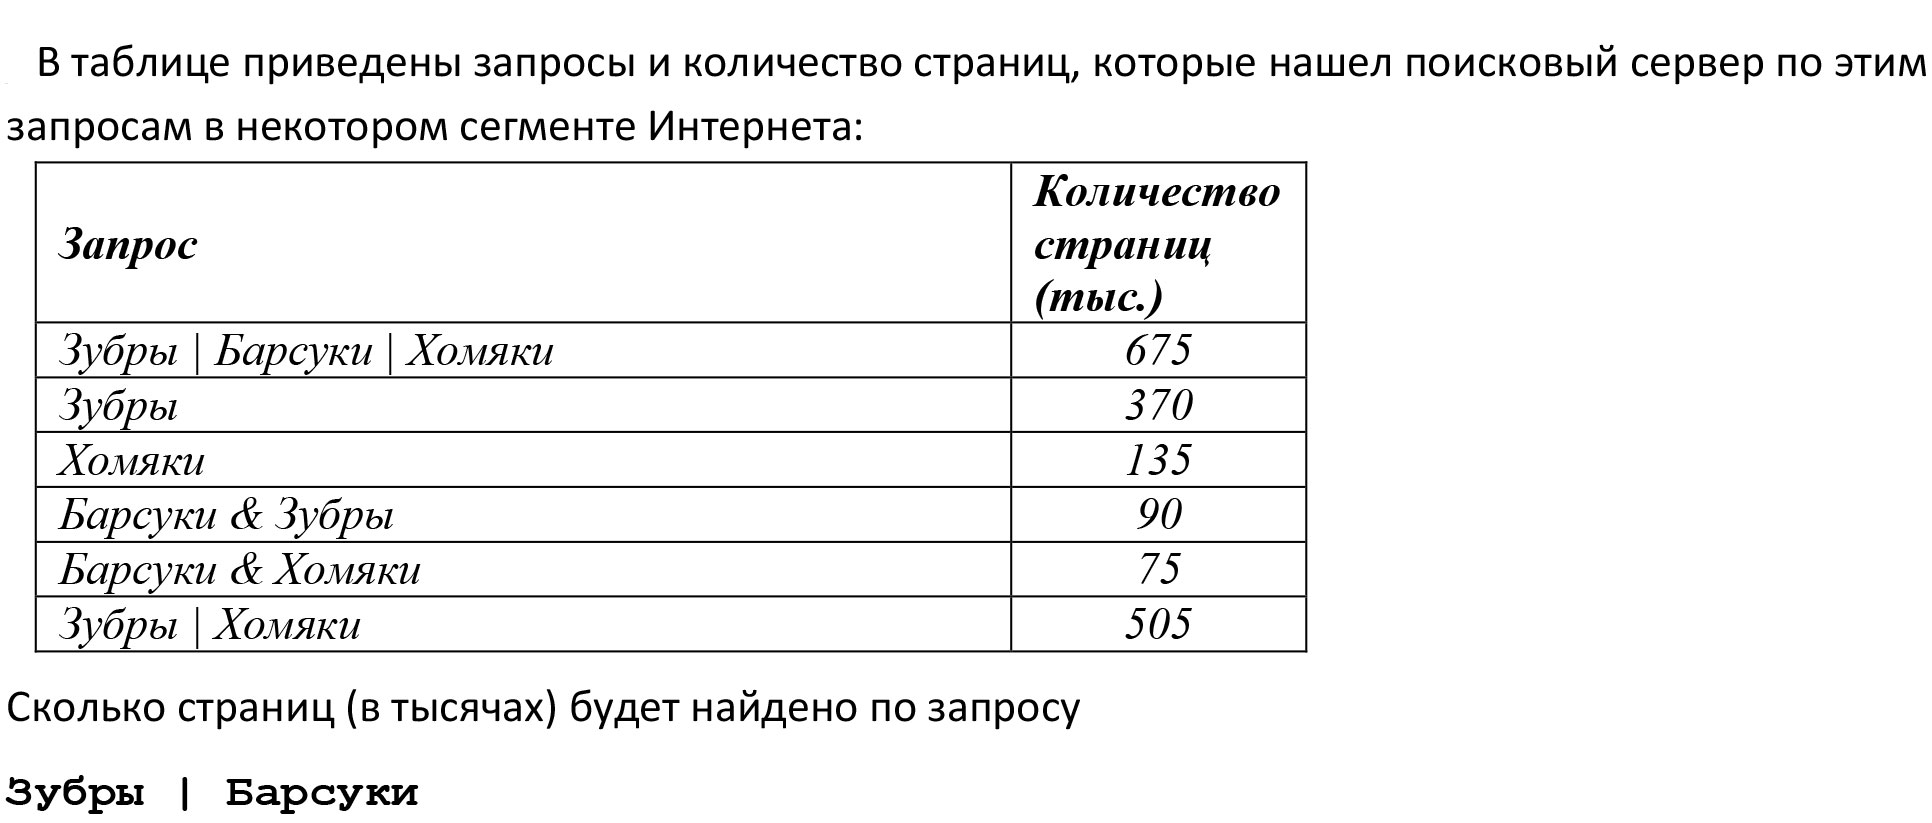 В таблице приведены запросы и количество страниц, которые нашел поисковый сервер по этим
запросам в некотором сегменте Интернета:
Запрос
Количество
страниц
(тыс.)
Зубры | Барсуки | Хомяки 675
Зубры 370
Хомяки 135
Барсуки & Зубры 90
Барсуки & Хомяки 75
Зубры | Хомяки 505
Сколько страниц (в тысячах) будет найдено по запросу
Зубры | Барсуки